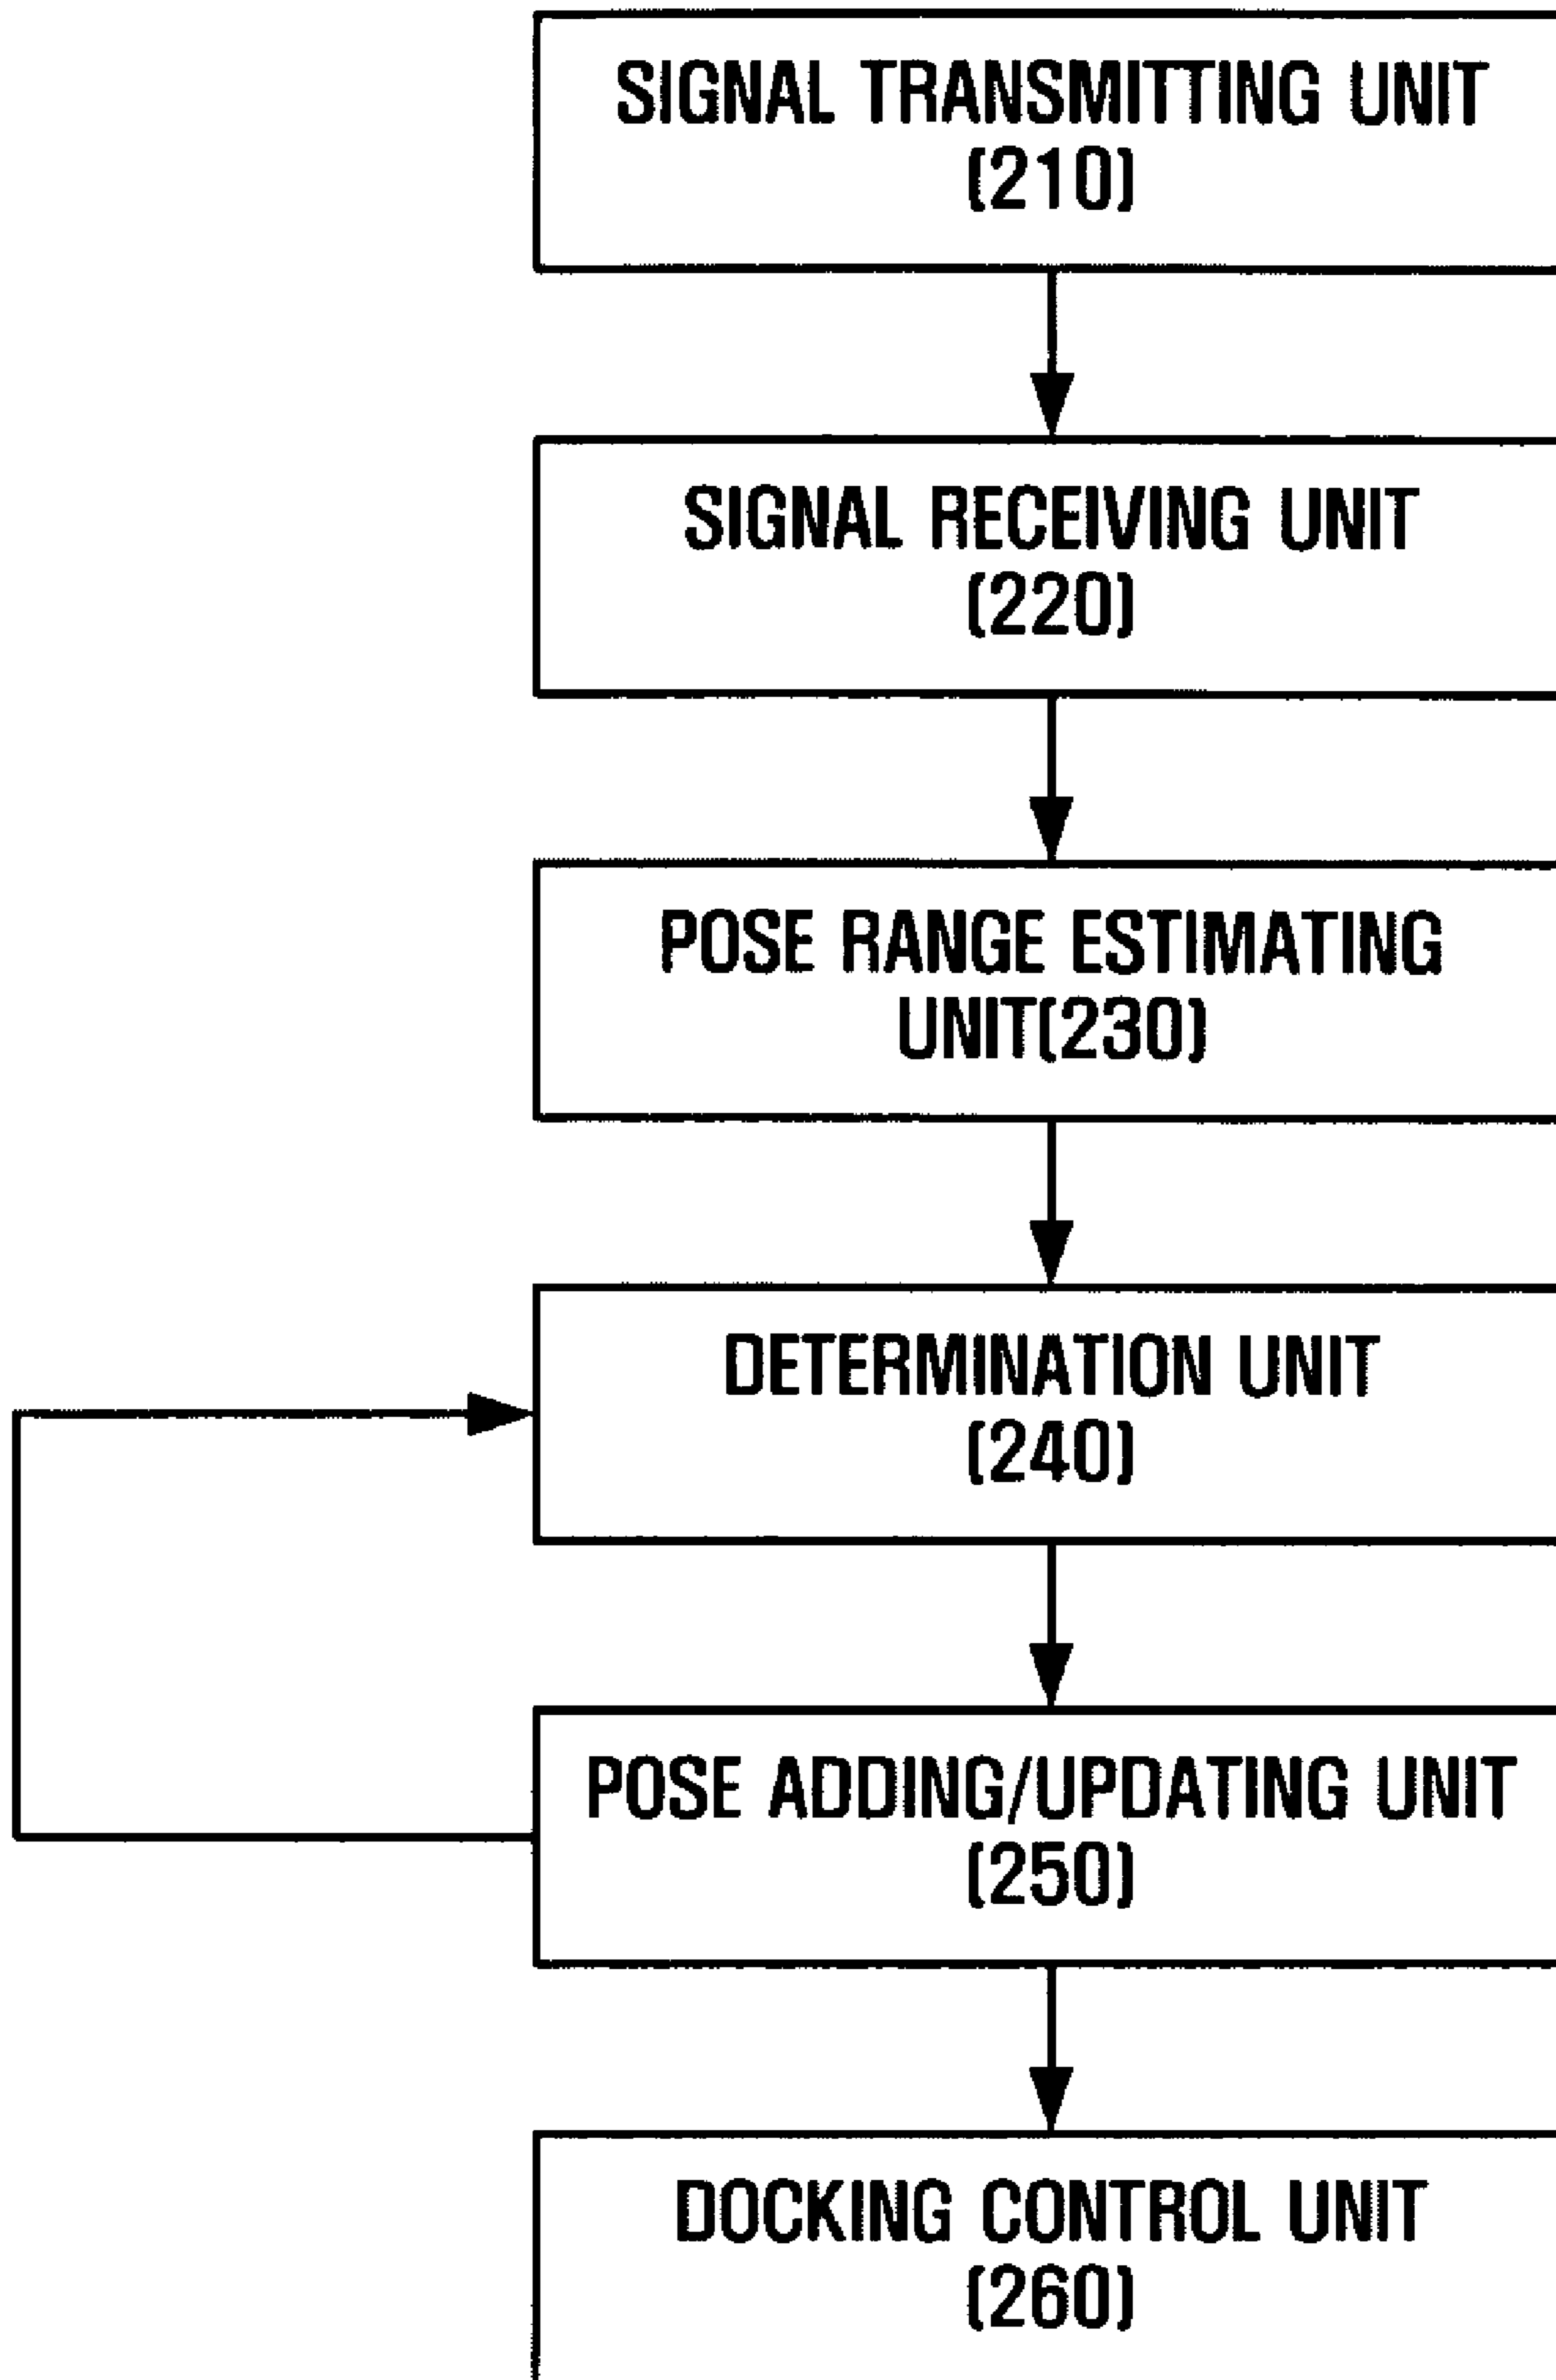 SIGNAL TRANSMITTING UNIT
(210)
SIGNAL RECEIVING UNIT
(220)
POSE RANGE ESTIMATING
UNIT(230)
DETERMINATION UNIT
(240)
POSE ADDING/UPDATING UNIT
(250)
DOCKING CONTROL UNIT
(260)